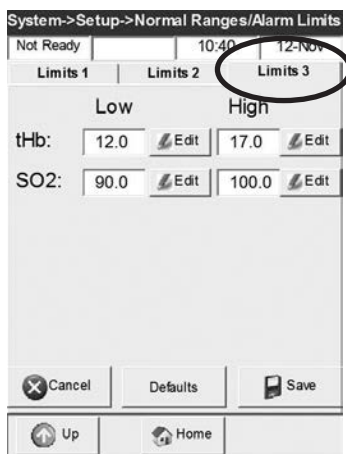 System->Setup->Normal Ranges/Alarm Limits
Not Ready 10:40 12-Nov
Limits 1 Limits 2 Limits 3
Low High
tHb: 12.0 Edit 17.0 Edit
SO2: 90.0 Edit 100.0 Edit
Cancel Defaults Save
Up Home